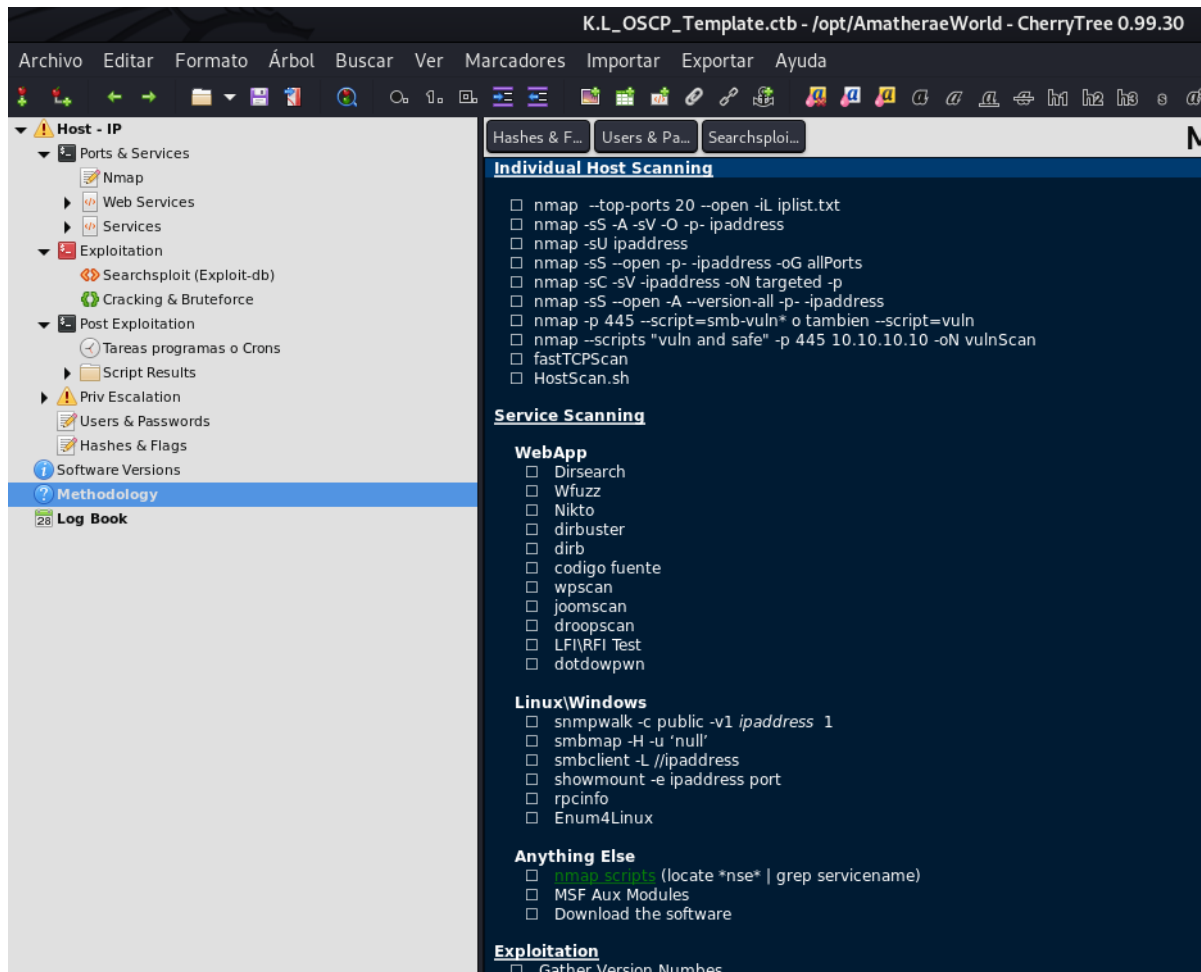 K.L_OSCP_Template.ctb - /opt/AmatheraeWorld - CherryTree 0.99.30
Archivo Editar Formato Árbol Buscar Ver Marcadores Importar Exportar Ayuda
h1 h2 h3 s
Host - IP
Ports & Services
Nmap
Web Services
Services
Exploitation
Searchsploit (Exploit-db)
Cracking & Bruteforce
Post Exploitation
Tareas programas o Crons
Script Results
Priv Escalation
Users & Passwords
Hashes & Flags
Software Versions
Methodology
28 Log Book
Hashes & F... Users & Pa... Searchsploi...
M
Individual Host Scanning
☐ nmap  --top-ports 20 --open -iL iplist.txt
☐ nmap -sS -A -sV -O -p- ipaddress
☐ nmap -sU ipaddress
☐ nmap -sS --open -p- -ipaddress -oG allPorts
☐ nmap -sC -sV -ipaddress -oN targeted -p
☐ nmap -sS --open -A --version-all -p- -ipaddress
☐ nmap -p 445 --script=smb-vuln* o tambien --script=vuln
☐ nmap --scripts "vuln and safe" -p 445 10.10.10.10 -oN vulnScan
☐ fastTCPScan
☐ HostScan.sh
Service Scanning
WebApp
☐ Dirsearch
☐ Wfuzz
☐ Nikto
☐ dirbuster
☐ dirb
☐ codigo fuente
☐ wpscan
☐ joomscan
☐ droopscan
☐ LFI\RFI Test
☐ dotdowpwn
Linux\Windows
☐ snmpwalk -c public -v1 ipaddress 1
☐ smbmap -H -u ‘null’
☐ smbclient -L //ipaddress
☐ showmount -e ipaddress port
☐ rpcinfo
☐ Enum4Linux
Anything Else
☐ nmap scripts (locate *nse* | grep servicename)
☐ MSF Aux Modules
☐ Download the software
Exploitation
☐ Gather Version Numbes